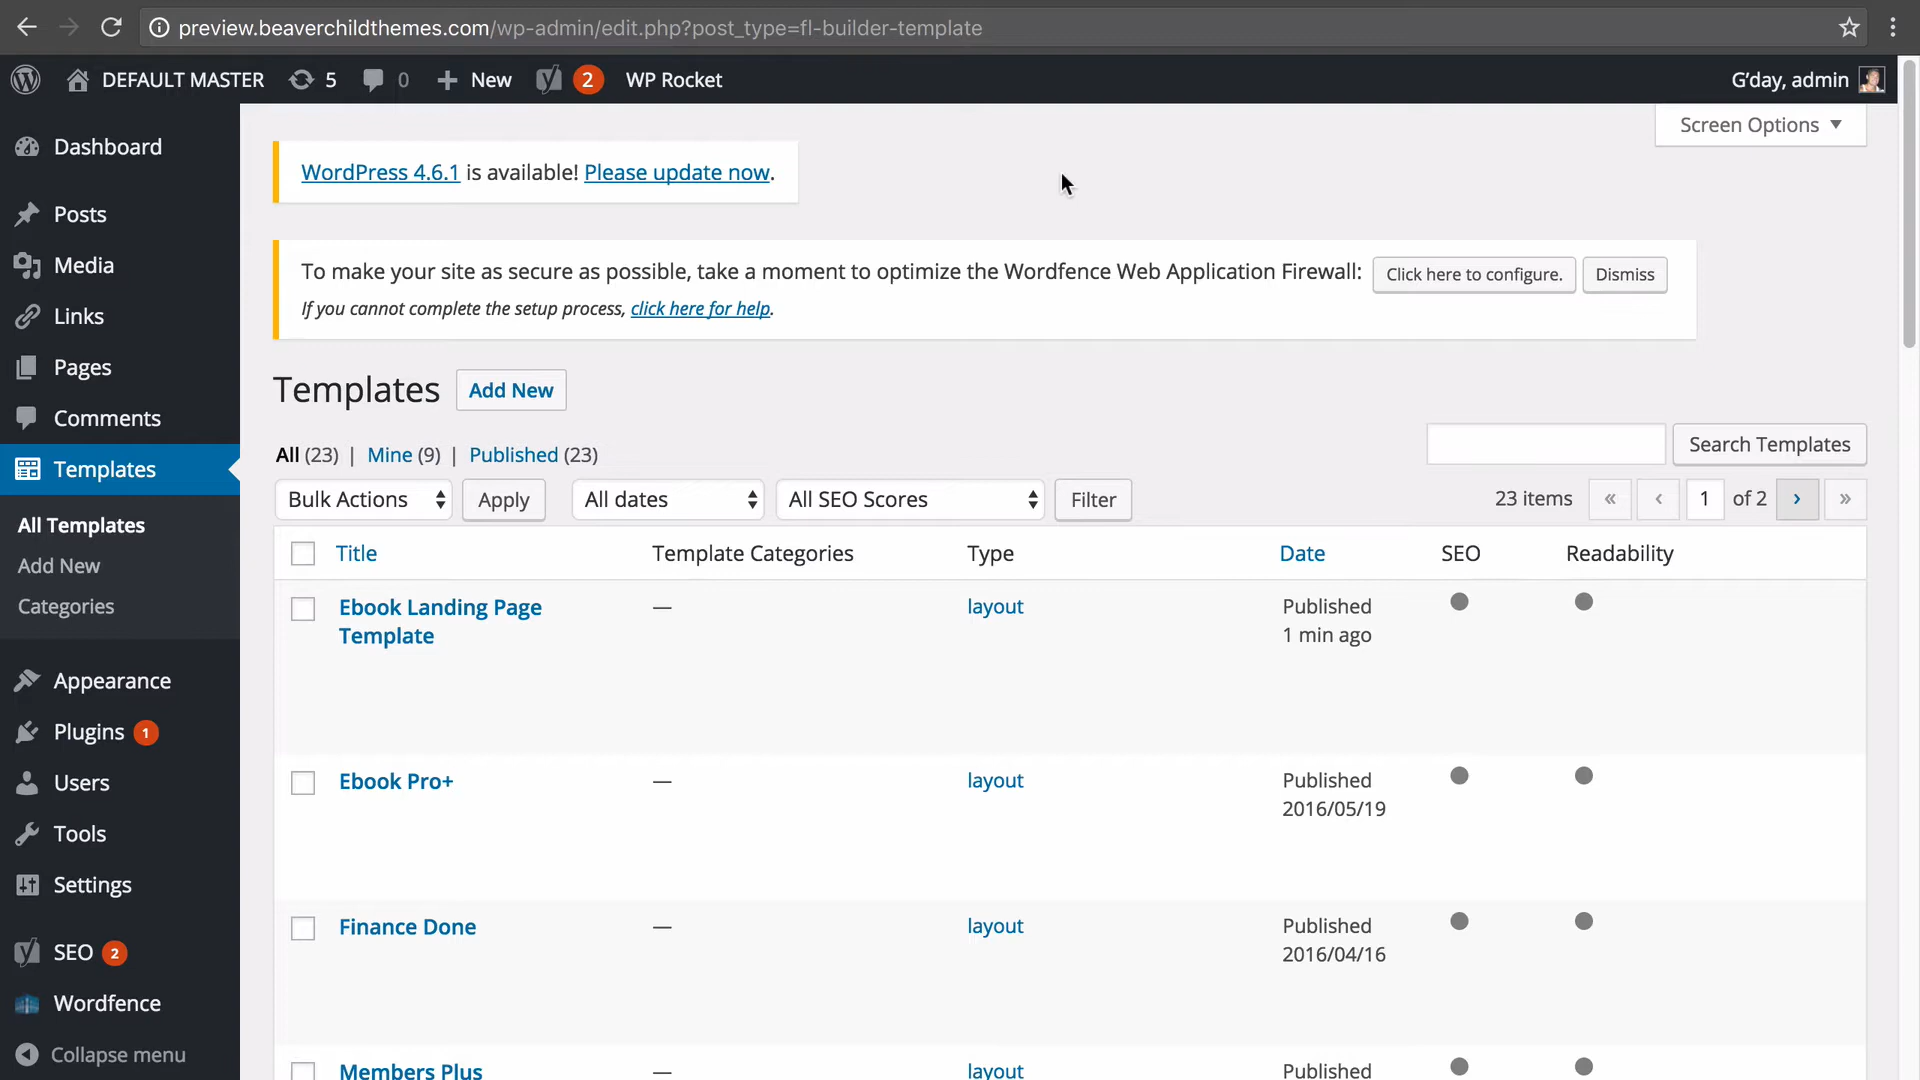 preview.beaverchildthemes.com/wp-admin/edit.php?post_type=fl-builder-template
DEFAULT MASTER 5 0 New 2 WP Rocket G'day, admin
Screen Options
Dashboard
Posts
Media
Links
Pages
Comments
Templates
All Templates
Add New
Categories
Appearance
Plugins 1
Users
Tools
Settings
SEO 2
Wordfence
Collapse menu
WordPress 4.6.1 is available! Please update now.
To make your site as secure as possible, take a moment to optimize the Wordfence Web Application Firewall: Click here to configure. Dismiss
If you cannot complete the setup process, click here for help.
Templates Add New
All (23) | Mine (9) | Published (23)
Search Templates
Bulk Actions Apply All dates All SEO Scores Filter 23 items « ‹ 1 of 2 › »
Title Template Categories Type Date SEO Readability
Ebook Landing Page — layout Published
Template 1 min ago
Ebook Pro+ — layout Published
2016/05/19
Finance Done — layout Published
2016/04/16
Members Plus — layout Published